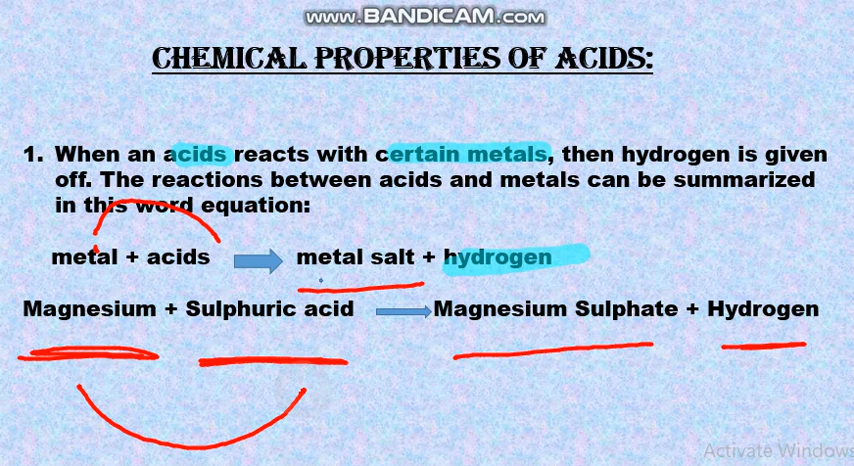 www.BANDICAM.com
CHEMICAL PROPERTIES OF ACIDS:
1. When an acids reacts with certain metals, then hydrogen is given
off. The reactions between acids and metals can be summarized
in this word equation:
metal + acids metal salt + hydrogen
Magnesium + Sulphuric acid Magnesium Sulphate + Hydrogen
Activate Windows